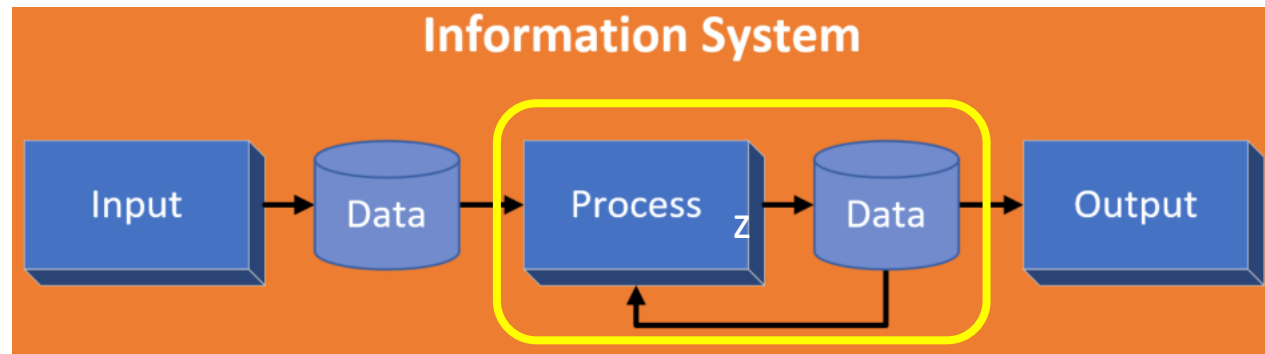 Information System
Input
Data
Process
Z
Data
Output